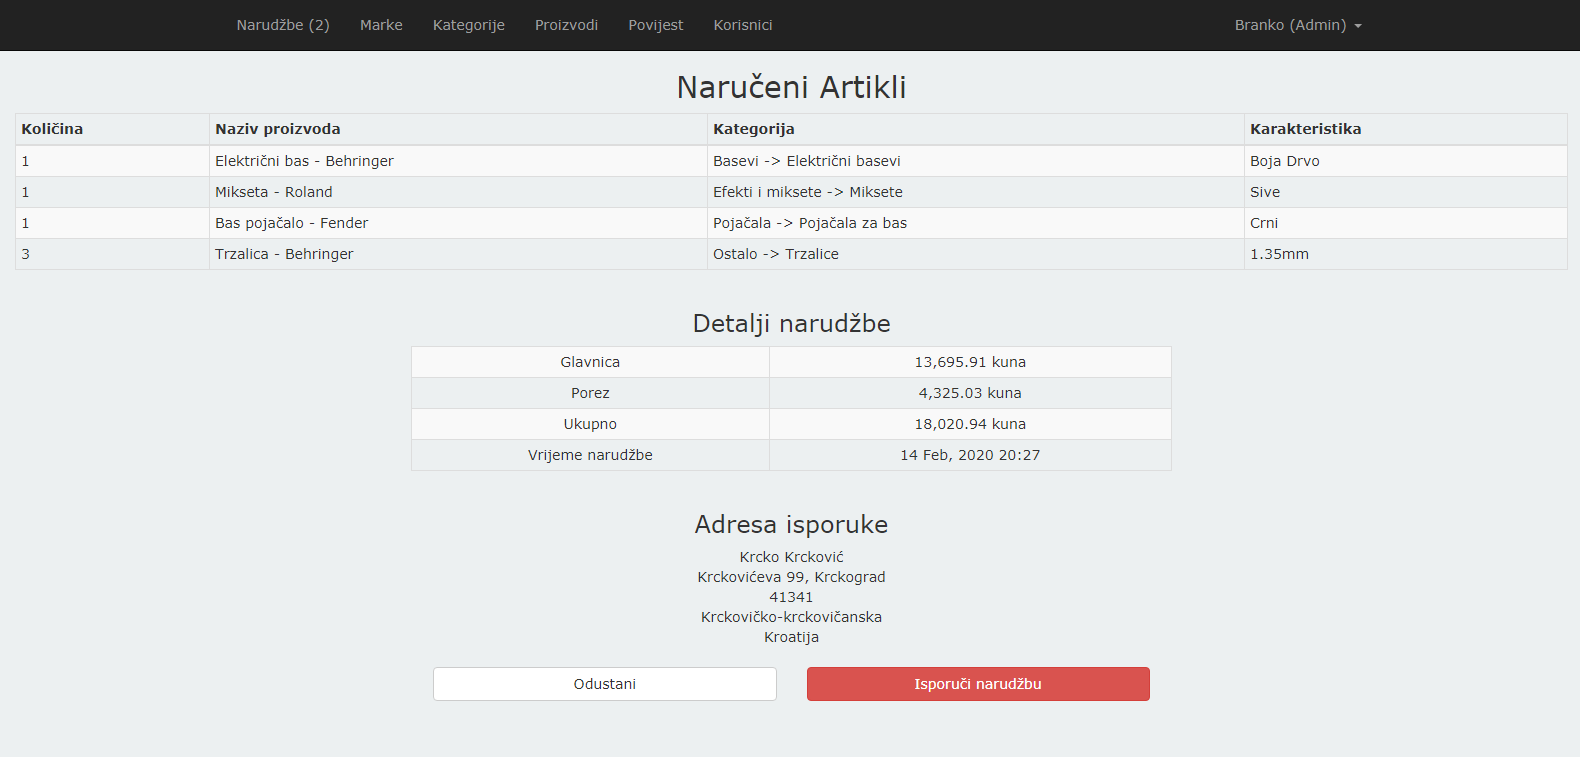 Narudžbe (2) Marke Kategorije Proizvodi Povijest Korisnici Branko (Admin)
Naručeni Artikli
Količina Naziv proizvoda Kategorija Karakteristika
1 Električni bas - Behringer Basevi -> Električni basevi Boja Drvo
1 Mikseta - Roland Efekti i miksete -> Miksete Sive
1 Bas pojačalo - Fender Pojačala -> Pojačala za bas Crni
3 Trzalica - Behringer Ostalo -> Trzalice 1.35mm
Detalji narudžbe
Glavnica 13,695.91 kuna
Porez 4,325.03 kuna
Ukupno 18,020.94 kuna
Vrijeme narudžbe 14 Feb, 2020 20:27
Adresa isporuke
Krcko Krcković
Krckovićeva 99, Krckograd
41341
Krckovičko-krckovičanska
Kroatija
Odustani Isporuči narudžbu